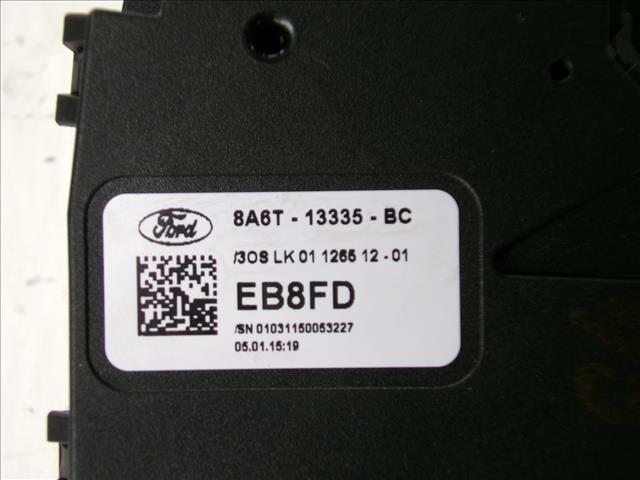 Ford
8A6T - 13335 - BC
/3OS LK 01 1265 12 - 01
EB8FD
/SN 01031150053227
05.01.15:19